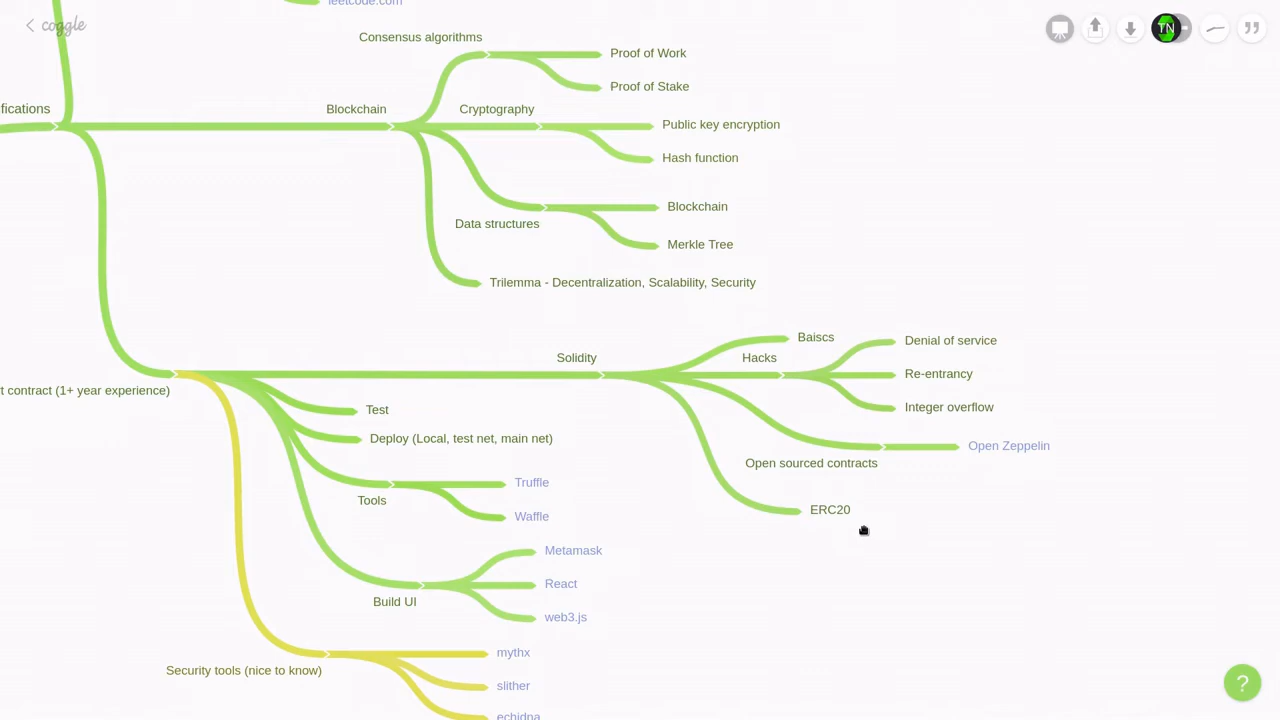 leetcode.com
coggle
TN
Consensus algorithms
Proof of Work
Proof of Stake
fications
Blockchain
Cryptography
Public key encryption
Hash function
Data structures
Blockchain
Merkle Tree
Trilemma - Decentralization, Scalability, Security
t contract (1+ year experience)
Solidity
Baiscs
Hacks
Denial of service
Re-entrancy
Integer overflow
Open sourced contracts
Open Zeppelin
ERC20
Test
Deploy (Local, test net, main net)
Tools
Truffle
Waffle
Build UI
Metamask
React
web3.js
Security tools (nice to know)
mythx
slither
echidna
?